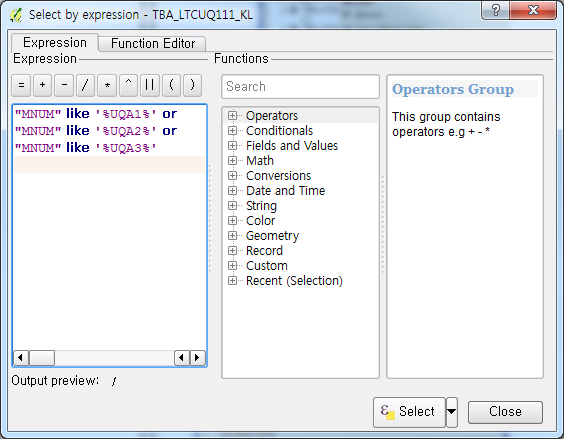 Select by expression - TBA_LTCUQ111_KL
? X
Expression Function Editor
Expression Functions
= + - / * ^ || ( )
Search
"MNUM" like '%UQA1%' or
"MNUM" like '%UQA2%' or
"MNUM" like '%UQA3%'
Operators
Conditionals
Fields and Values
Math
Conversions
Date and Time
String
Color
Geometry
Record
Custom
Recent (Selection)
Operators Group
This group contains
operators e.g + - *
Output preview: /
ε Select Close